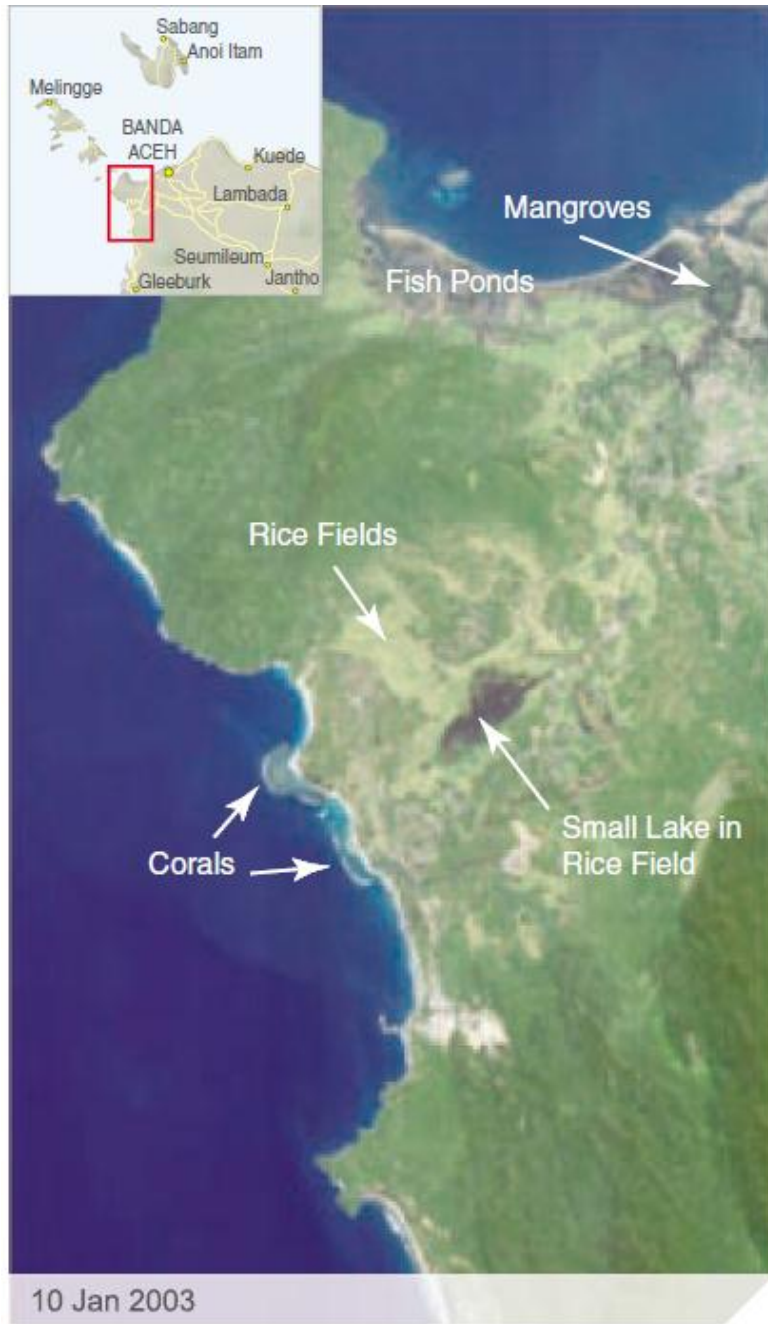 Sabang
Anoi Itam
Melingge
BANDA
ACEH
Kuede
Lambada
Seumileum
Gleeburk
Jantho
Mangroves
Fish Ponds
Rice Fields
Small Lake in
Rice Field
Corals
10 Jan 2003